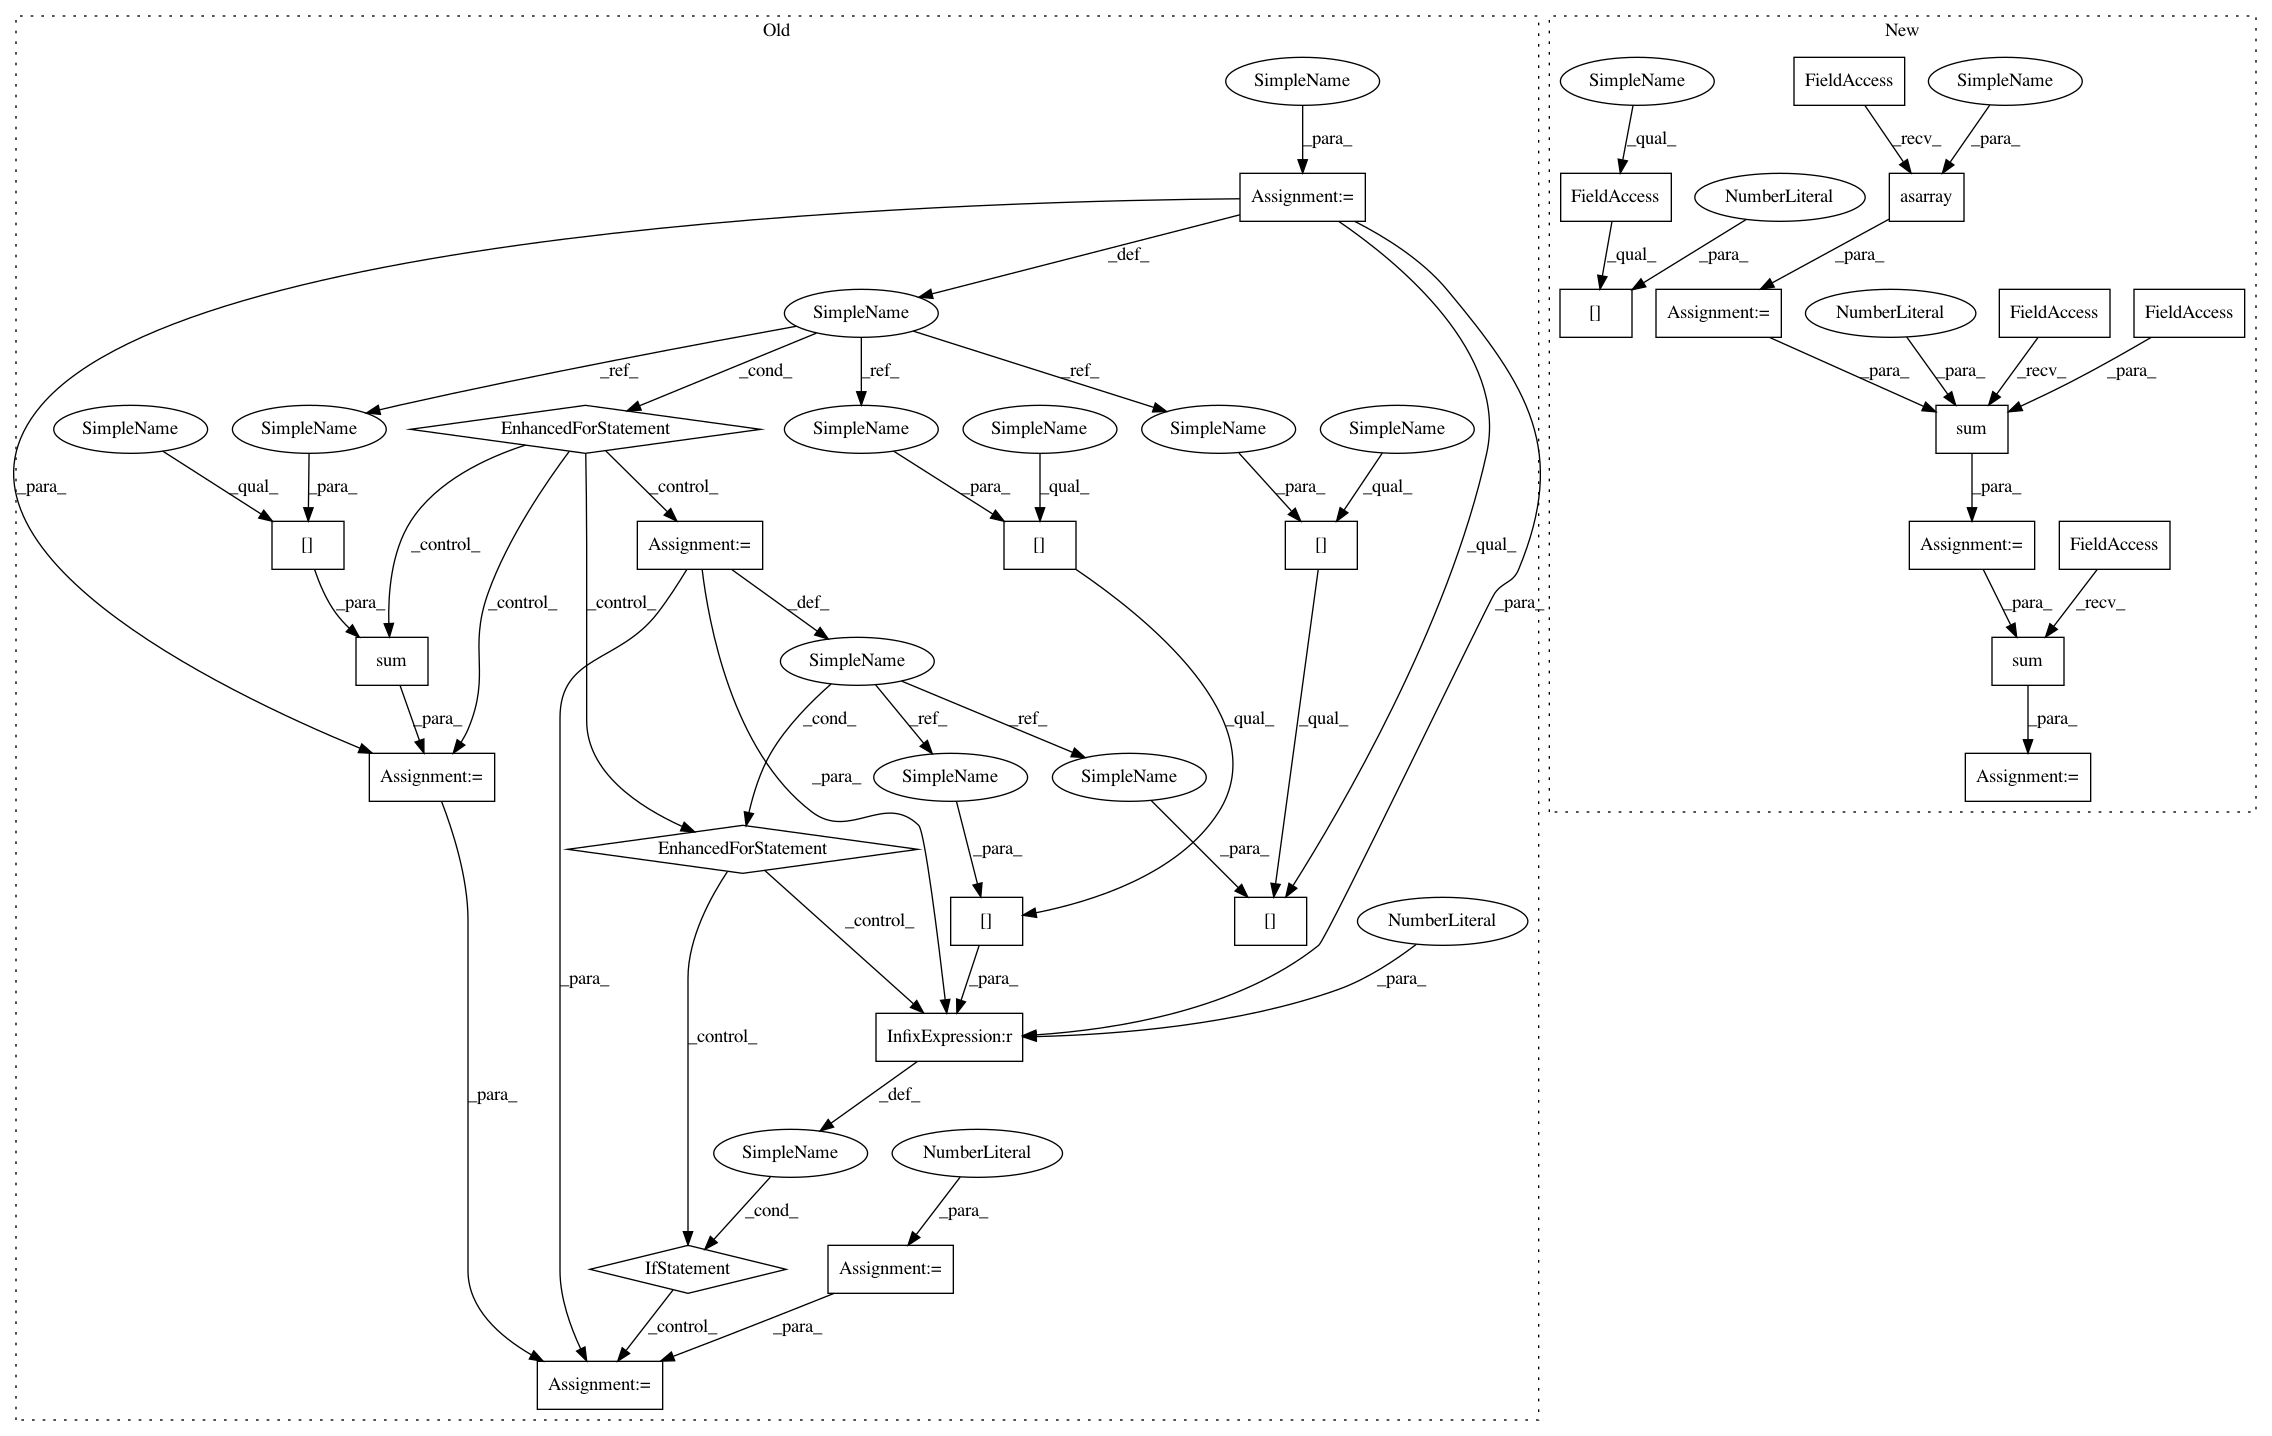 Old
New
SimpleName
SimpleName
FieldAccess
SimpleName
_para_
_qual_
_recv_
_para_
Assignment:=
FieldAccess
NumberLiteral
asarray
_def_
_qual_
_para_
_para_
SimpleName
[]
Assignment:=
NumberLiteral
FieldAccess
FieldAccess
_ref_
_cond_
_ref_
_ref_
_para_
_para_
_recv_
_para_
SimpleName
SimpleName
EnhancedForStatement
SimpleName
SimpleName
SimpleName
SimpleName
sum
_para_
_qual_
_para_
_control_
_para_
_qual_
_para_
_qual_
_para_
[]
Assignment:=
[]
[]
Assignment:=
FieldAccess
_qual_
_para_
_control_
_control_
_control_
_def_
_para_
_para_
_recv_
sum
SimpleName
sum
_para_
_cond_
_ref_
_ref_
_qual_
_qual_
_para_
Assignment:=
SimpleName
SimpleName
Assignment:=
_para_
EnhancedForStatement
_para_
_para_
_control_
[]
[]
NumberLiteral
_para_
_para_
_para_
_control_
InfixExpression:r
_para_
_def_
SimpleName
NumberLiteral
_cond_
_para_
IfStatement
Assignment:=
_control_
_para_
Assignment:=